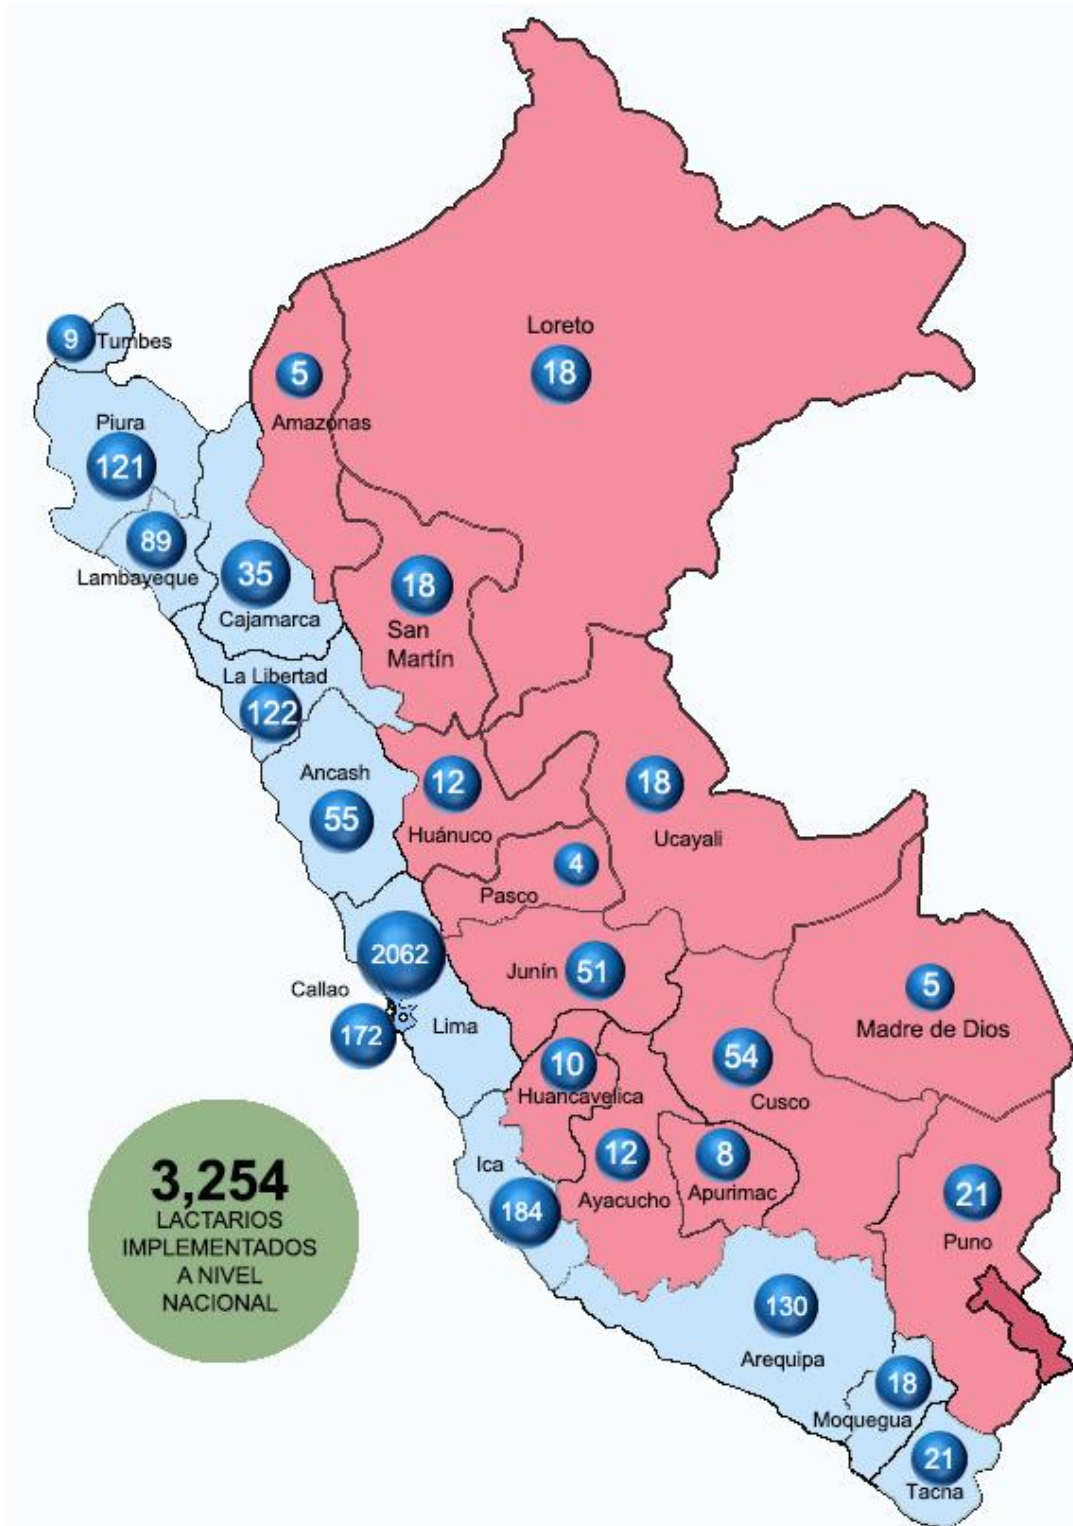 Loreto
18
9
Tumbes
5
Amazonas
Piura
121
89
Lambayeque
35
Cajamarca
18
San
Martín
La Libertad
122
Ancash
55
12
Huánuco
18
Ucayali
4
Pasco
2062
Lima
Callao
172
Junín
51
5
Madre de Dios
10
Huancavelica
54
Cusco
12
Ayacucho
8
Apurimac
Ica
184
21
Puno
3,254
LACTARIOS
IMPLEMENTADOS
A NIVEL
NACIONAL
130
Arequipa
18
Moquegua
21
Tacna